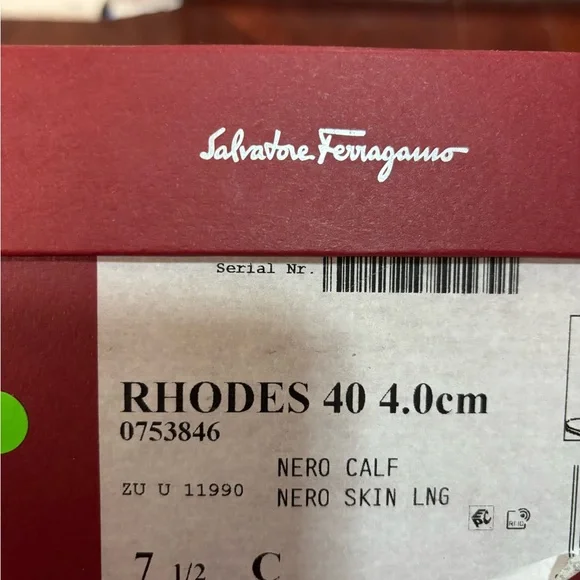 Salvatore Ferragamo
Serial Nr.
RHODES 40 4.0cm
0753846
NERO CALF
ZU U 11990 NERO SKIN LNG
RFID
7 1/2 C